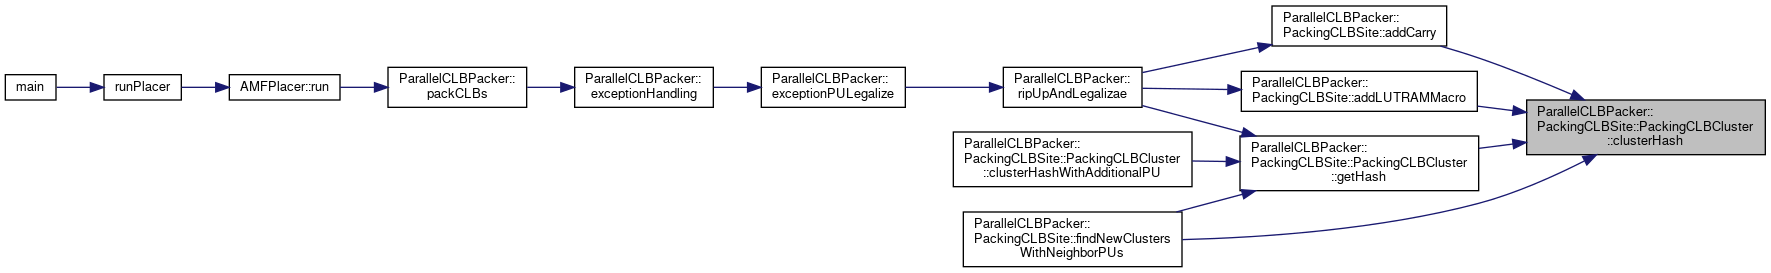 main
runPlacer
AMFPlacer::run
ParallelCLBPacker::
packCLBs
ParallelCLBPacker::
exceptionHandling
ParallelCLBPacker::
exceptionPULegalize
ParallelCLBPacker::
ripUpAndLegalizae
ParallelCLBPacker::
PackingCLBSite::addCarry
ParallelCLBPacker::
PackingCLBSite::addLUTRAMMacro
ParallelCLBPacker::
PackingCLBSite::PackingCLBCluster
::getHash
ParallelCLBPacker::
PackingCLBSite::PackingCLBCluster
::clusterHashWithAdditionalPU
ParallelCLBPacker::
PackingCLBSite::findNewClusters
WithNeighborPUs
ParallelCLBPacker::
PackingCLBSite::PackingCLBCluster
::clusterHash